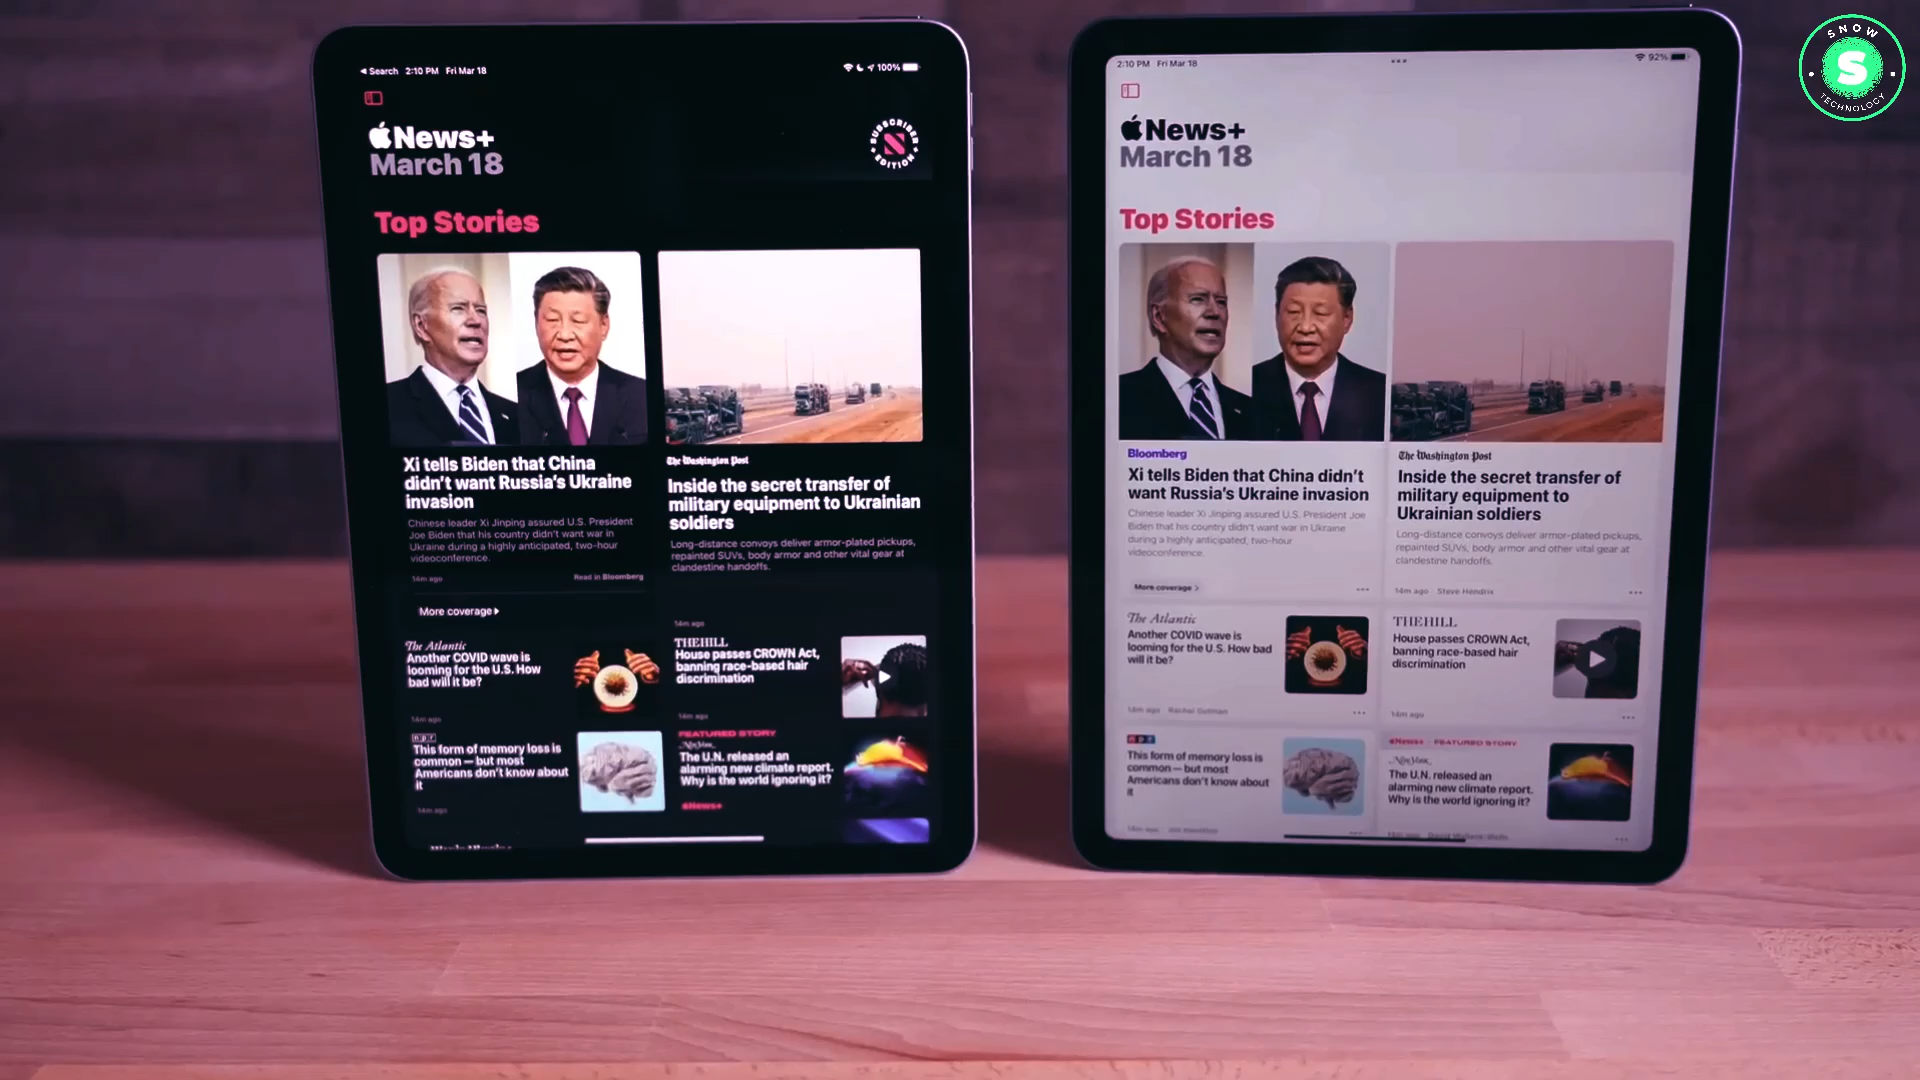 Search 2:10 PM Fri Mar 18
100%
News+
March 18
SUBSCRIBER EDITION
Top Stories
Xi tells Biden that China
didn't want Russia's Ukraine
invasion
Chinese leader Xi Jinping assured U.S. President
Joe Biden that his country didn't want war in
Ukraine during a highly anticipated, two-hour
videoconference.
14m ago
Read in Bloomberg
More coverage
The Washington Post
Inside the secret transfer of
military equipment to Ukrainian
soldiers
Long-distance convoys deliver armor-plated pickups,
repainted SUVs, body armor and other vital gear at
clandestine handoffs.
14m ago
The Atlantic
Another COVID wave is
looming for the U.S. How
bad will it be?
14m ago
THE HILL
House passes CROWN Act,
banning race-based hair
discrimination
14m ago
npr
This form of memory loss is
common — but most
Americans don't know about
it
14m ago
FEATURED STORY
New York
The U.N. released an
alarming new climate report.
Why is the world ignoring it?
News+
2:10 PM Fri Mar 18
92%
News+
March 18
Top Stories
Bloomberg
Xi tells Biden that China didn't
want Russia's Ukraine invasion
Chinese leader Xi Jinping assured U.S. President Joe
Biden that his country didn't want war in Ukraine
during a highly anticipated, two-hour
videoconference.
More coverage
The Washington Post
Inside the secret transfer of
military equipment to
Ukrainian soldiers
Long-distance convoys deliver armor-plated pickups,
repainted SUVs, body armor and other vital gear at
clandestine handoffs.
14m ago Steve Hendrix
The Atlantic
Another COVID wave is
looming for the U.S. How bad
will it be?
14m ago Rachel Gutman
THE HILL
House passes CROWN Act,
banning race-based hair
discrimination
14m ago
npr
This form of memory loss is
common — but most
Americans don't know about
it
News+ FEATURED STORY
New York
The U.N. released an
alarming new climate report.
Why is the world ignoring it?
David Wallace-Wells
SNOW
S
TECHNOLOGY